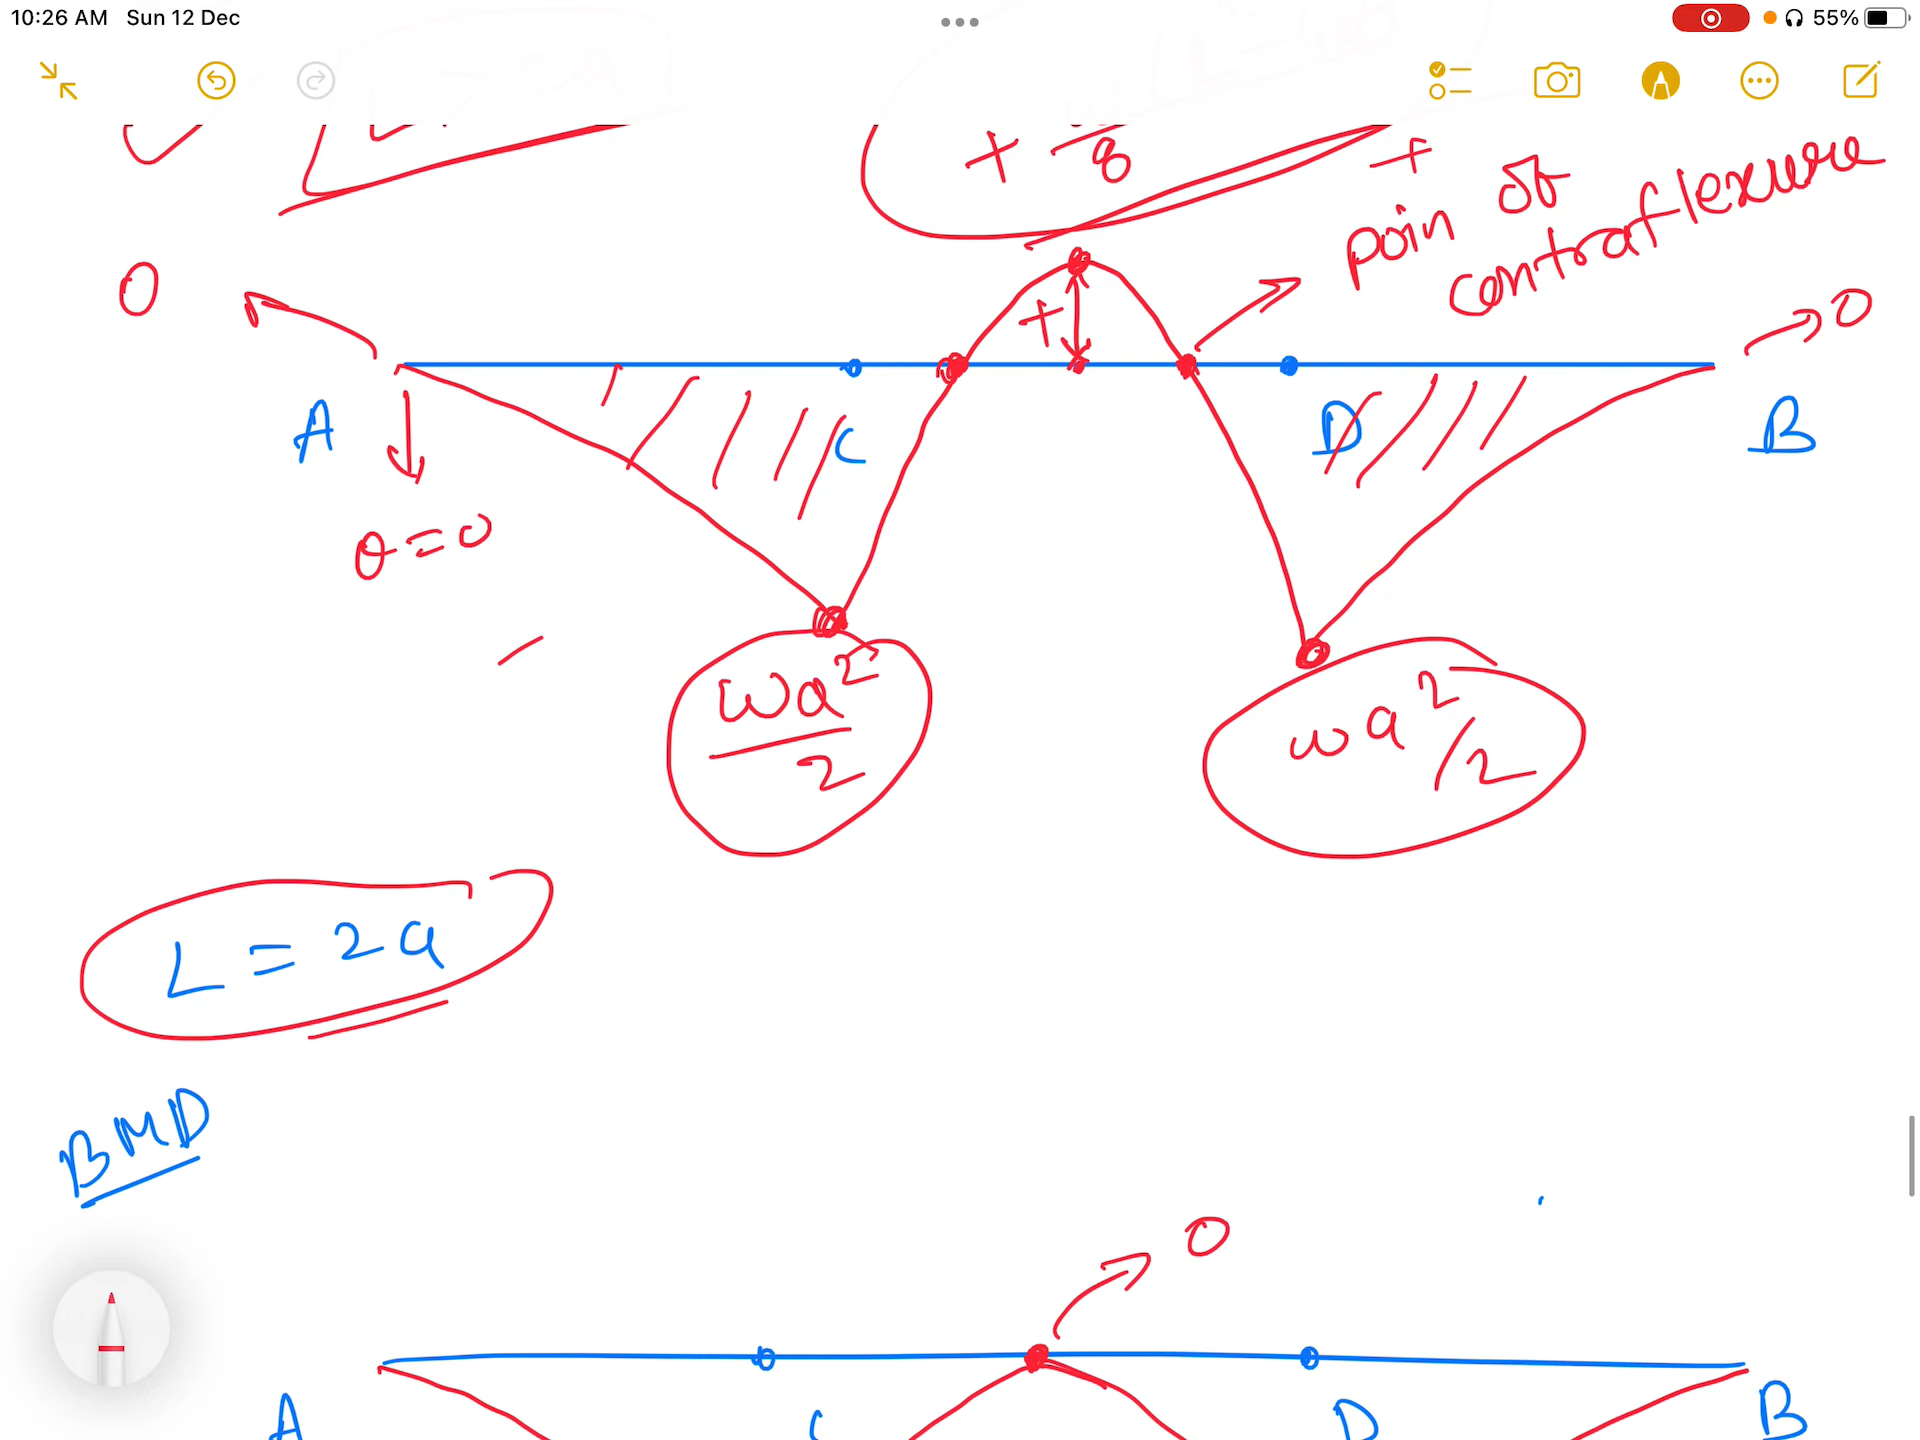 10:26 AM Sun 12 Dec
55%
+ 8 +
poin of
contraflexure
0
+
0
A
C
D
B
θ=0
wa²
2
wa²/2
L = 2a
BMD
0
A
C
D
B